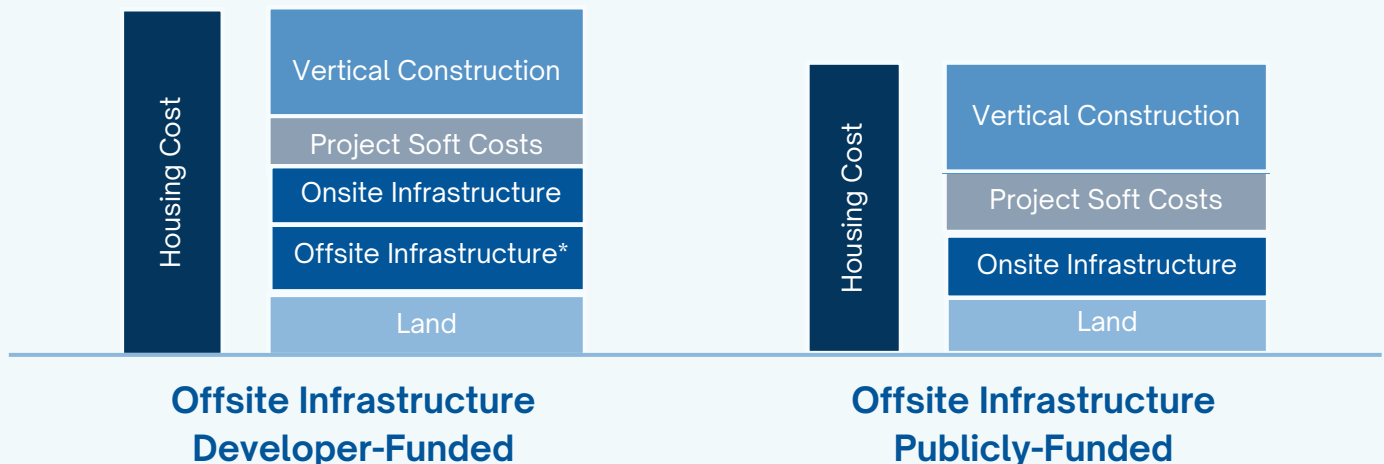 Housing Cost
Vertical Construction
Project Soft Costs
Onsite Infrastructure
Offsite Infrastructure*
Land
Offsite Infrastructure
Developer-Funded
Housing Cost
Vertical Construction
Project Soft Costs
Onsite Infrastructure
Land
Offsite Infrastructure
Publicly-Funded